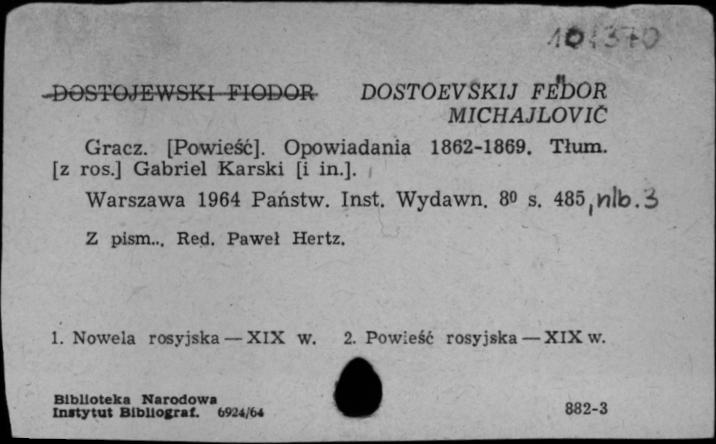 101370
DOSTOJEWSKI FIODOR DOSTOEVSKIJ FËDOR
MICHAJLOVIČ
Gracz. [Powieść]. Opowiadania 1862-1869. Tłum.
[z ros.] Gabriel Karski [i in.].
Warszawa 1964 Państw. Inst. Wydawn. 8⁰ s. 485, nlb. 3
Z pism... Red. Paweł Hertz.
1. Nowela rosyjska — XIX w. 2. Powieść rosyjska — XIX w.
Biblioteka Narodowa
Instytut Bibliograf. 6924/64 882-3